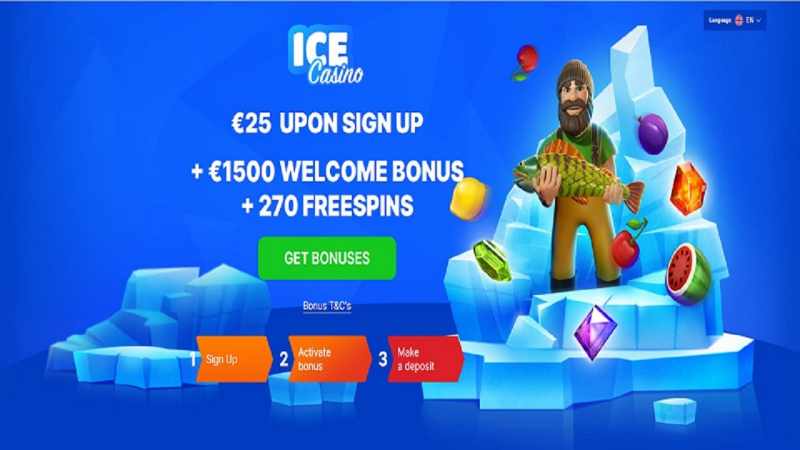 Language EN
ICE
Casino
€25 UPON SIGN UP
+ €1500 WELCOME BONUS
+ 270 FREESPINS
GET BONUSES
Bonus T&C's
1 Sign Up
2 Activate
bonus
3 Make
a deposit